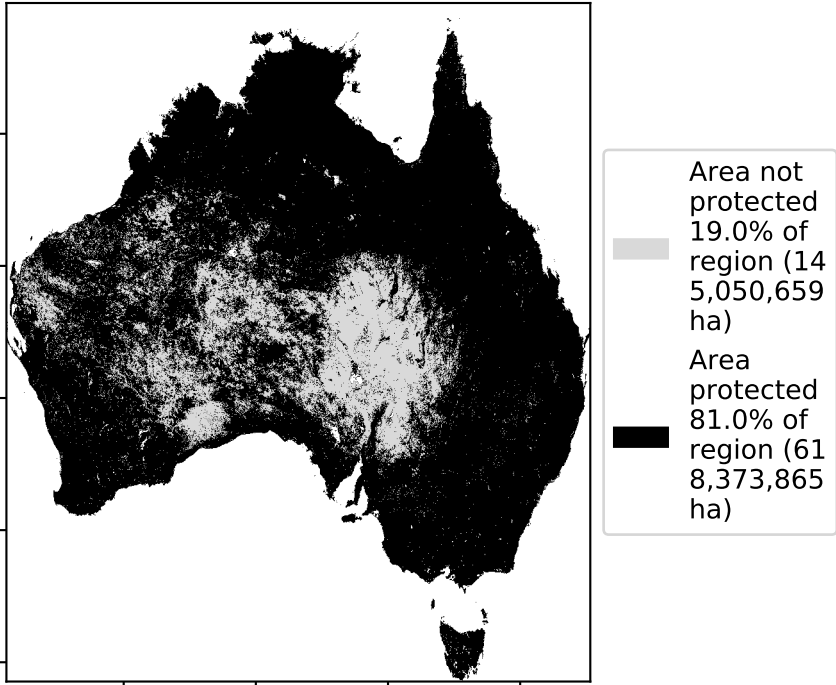 Area not
protected
19.0% of
region (14
5,050,659
ha)
Area
protected
81.0% of
region (61
8,373,865
ha)